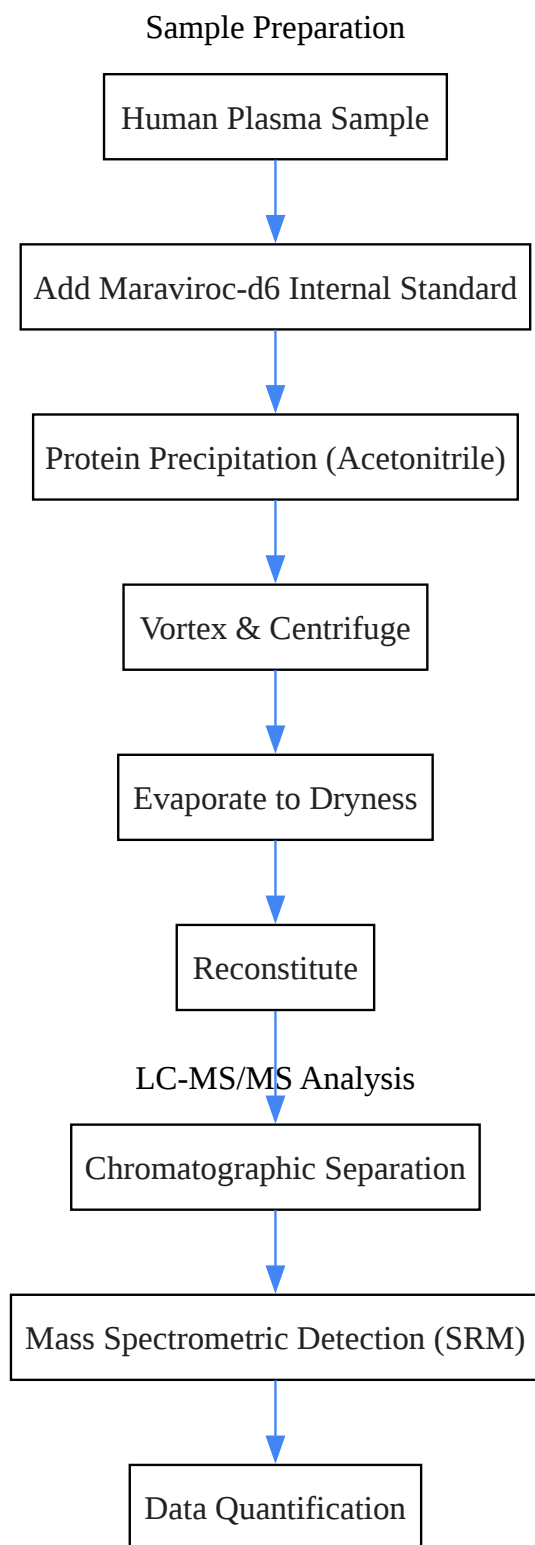 Sample Preparation
Human Plasma Sample
Add Maraviroc-d6 Internal Standard
Protein Precipitation (Acetonitrile)
Vortex & Centrifuge
Evaporate to Dryness
Reconstitute
LC-MS/MS Analysis
Chromatographic Separation
Mass Spectrometric Detection (SRM)
Data Quantification